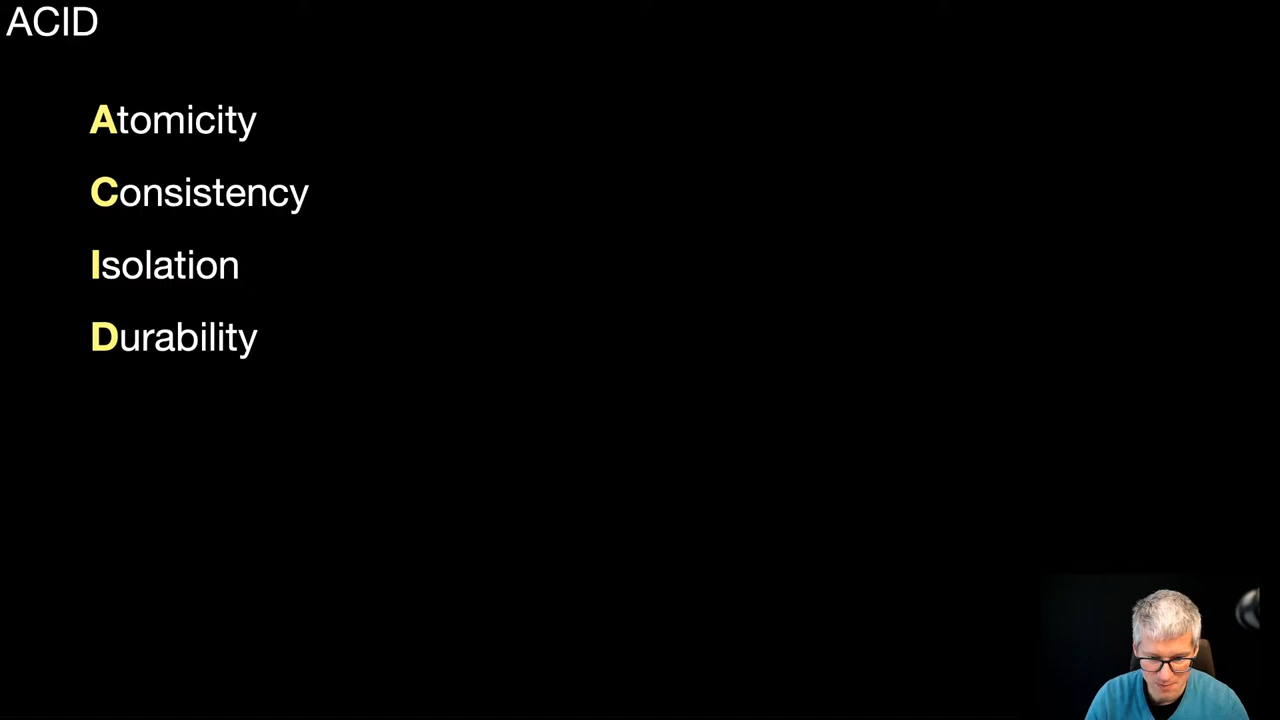 ACID
Atomicity
Consistency
Isolation
Durability